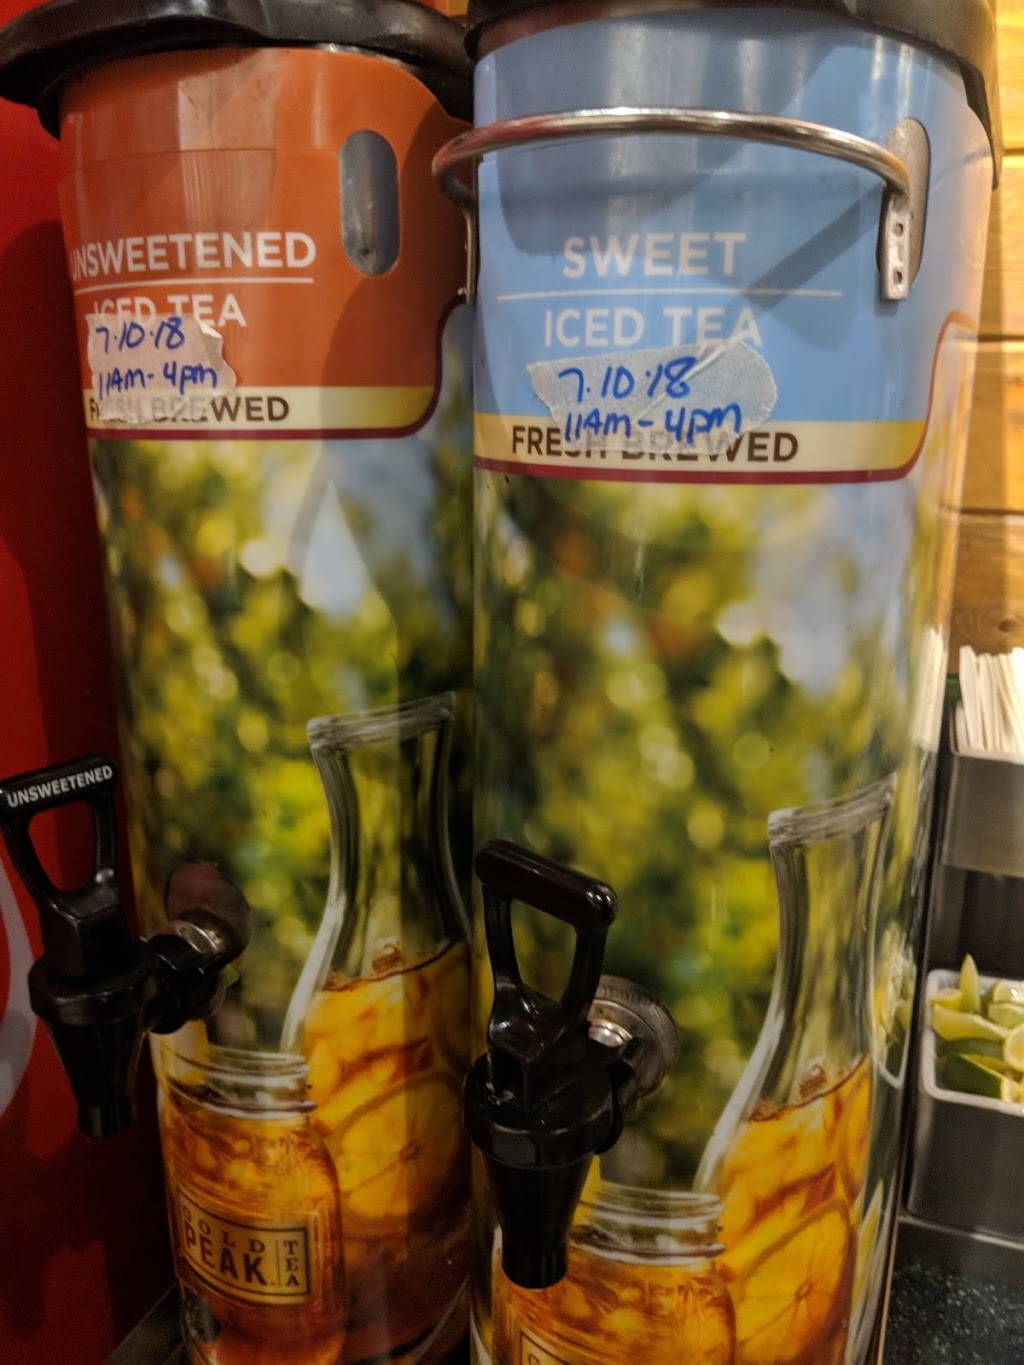 UNSWEETENED
ICED TEA
7.10.18
11AM - 4pm
FRESH BREWED
SWEET
ICED TEA
7.10.18
11AM - 4pm
FRESH BREWED
UNSWEETENED
GOLD
PEAK
TEA